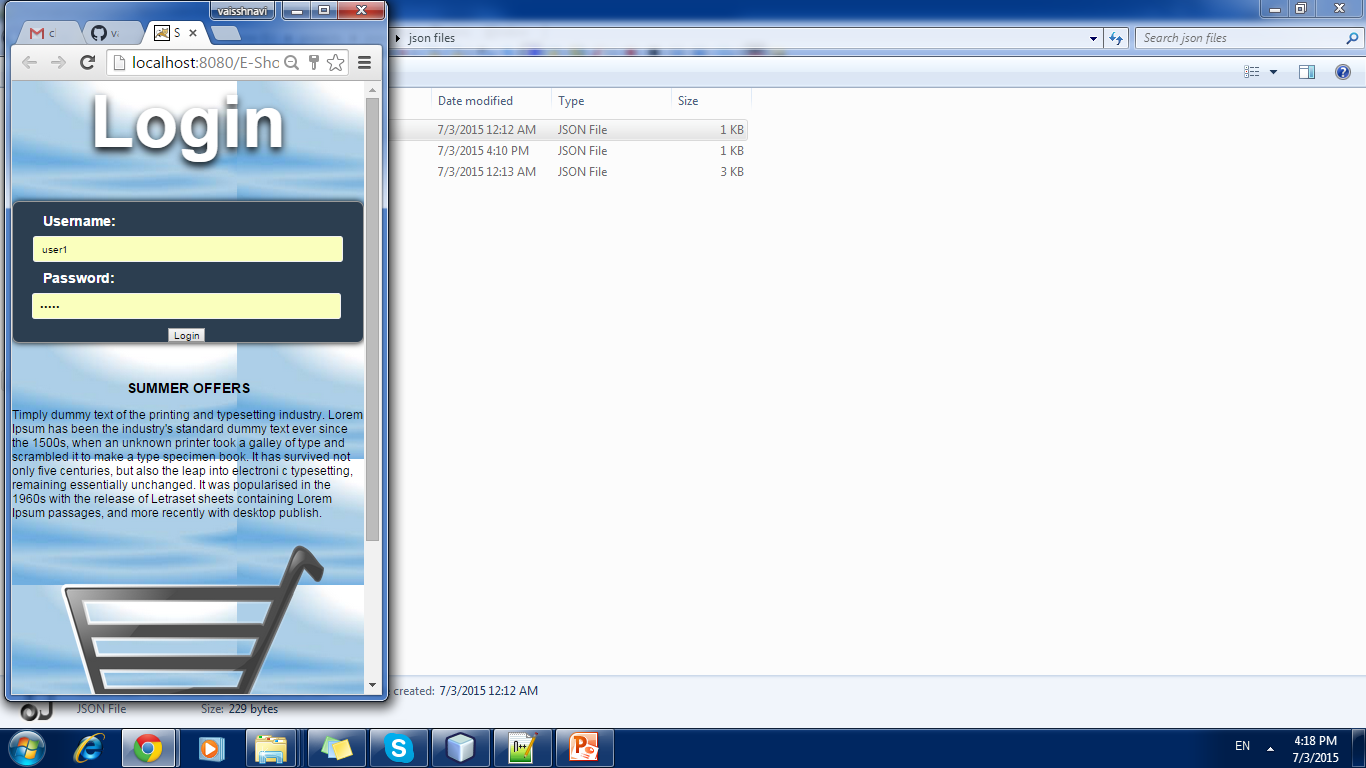 vaisshnavi
S
localhost:8080/E-Sho
Login
Username:
user1
Password:
•••••
Login
SUMMER OFFERS
Timply dummy text of the printing and typesetting industry. Lorem
Ipsum has been the industry's standard dummy text ever since
the 1500s, when an unknown printer took a galley of type and
scrambled it to make a type specimen book. It has survived not
only five centuries, but also the leap into electroni c typesetting,
remaining essentially unchanged. It was popularised in the
1960s with the release of Letraset sheets containing Lorem
Ipsum passages, and more recently with desktop publish.
json files
Search json files
Date modified Type Size
7/3/2015 12:12 AM JSON File 1 KB
7/3/2015 4:10 PM JSON File 1 KB
7/3/2015 12:13 AM JSON File 3 KB
created: 7/3/2015 12:12 AM
JSON File Size: 229 bytes
EN
4:18 PM
7/3/2015